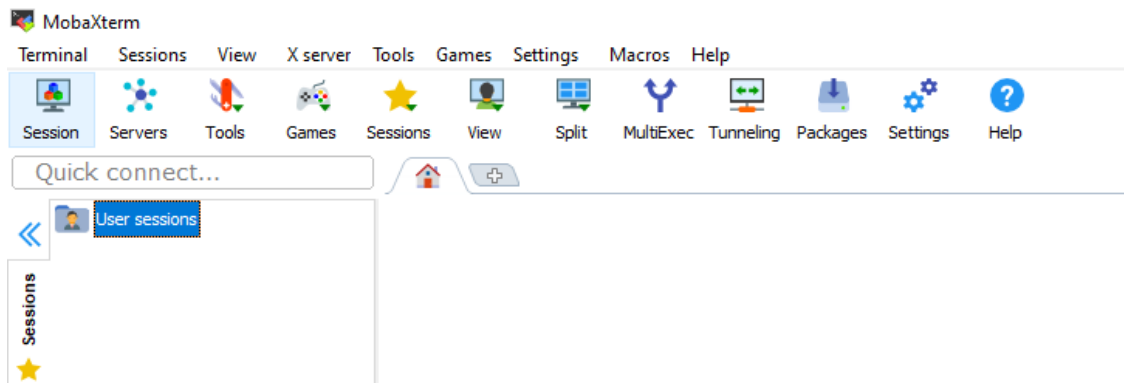 MobaXterm
Terminal Sessions View X server Tools Games Settings Macros Help
Session Servers Tools Games Sessions View Split MultiExec Tunneling Packages Settings Help
Quick connect...
User sessions
Sessions